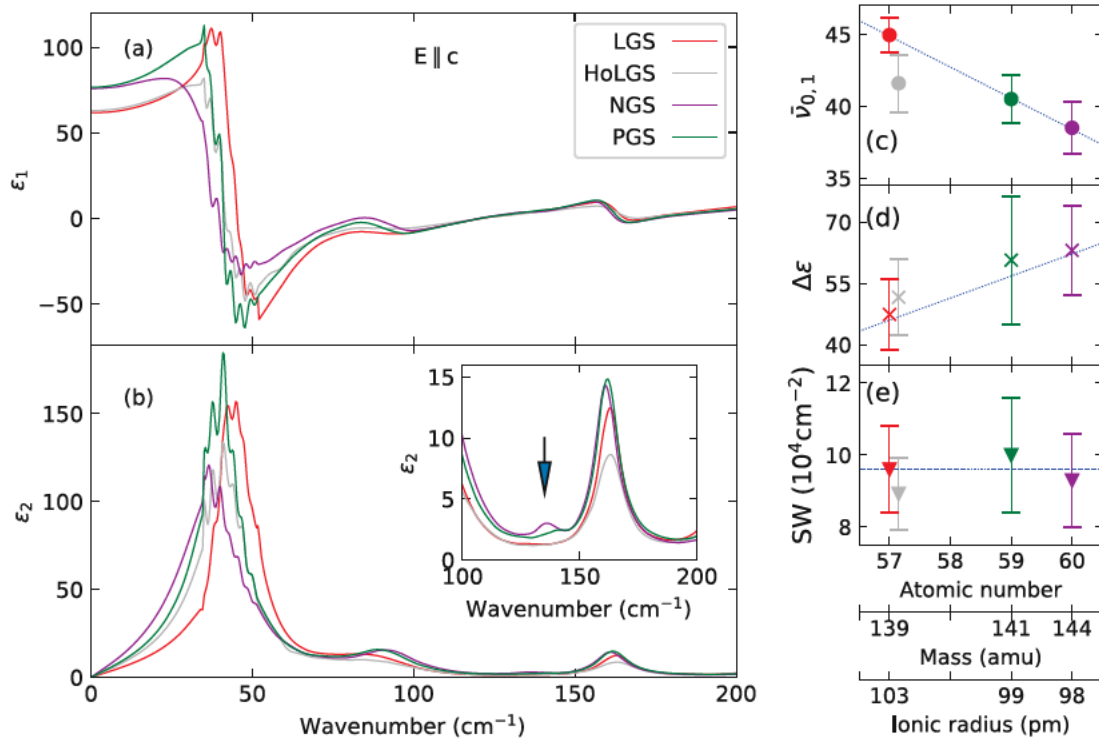 (a)
E ∥ c
LGS
HoLGS
NGS
PGS
100
50
0
−50
ε₁
(b)
150
100
50
0
ε₂
0 50 100 150 200
Wavenumber (cm⁻¹)
15
10
5
0
ε₂
100 150 200
Wavenumber (cm⁻¹)
45
40
35
ν̄₀,₁
(c)
(d)
70
55
40
Δε
(e)
12
10
8
SW (10⁴cm⁻²)
57 58 59 60
Atomic number
139 141 144
Mass (amu)
103 99 98
Ionic radius (pm)